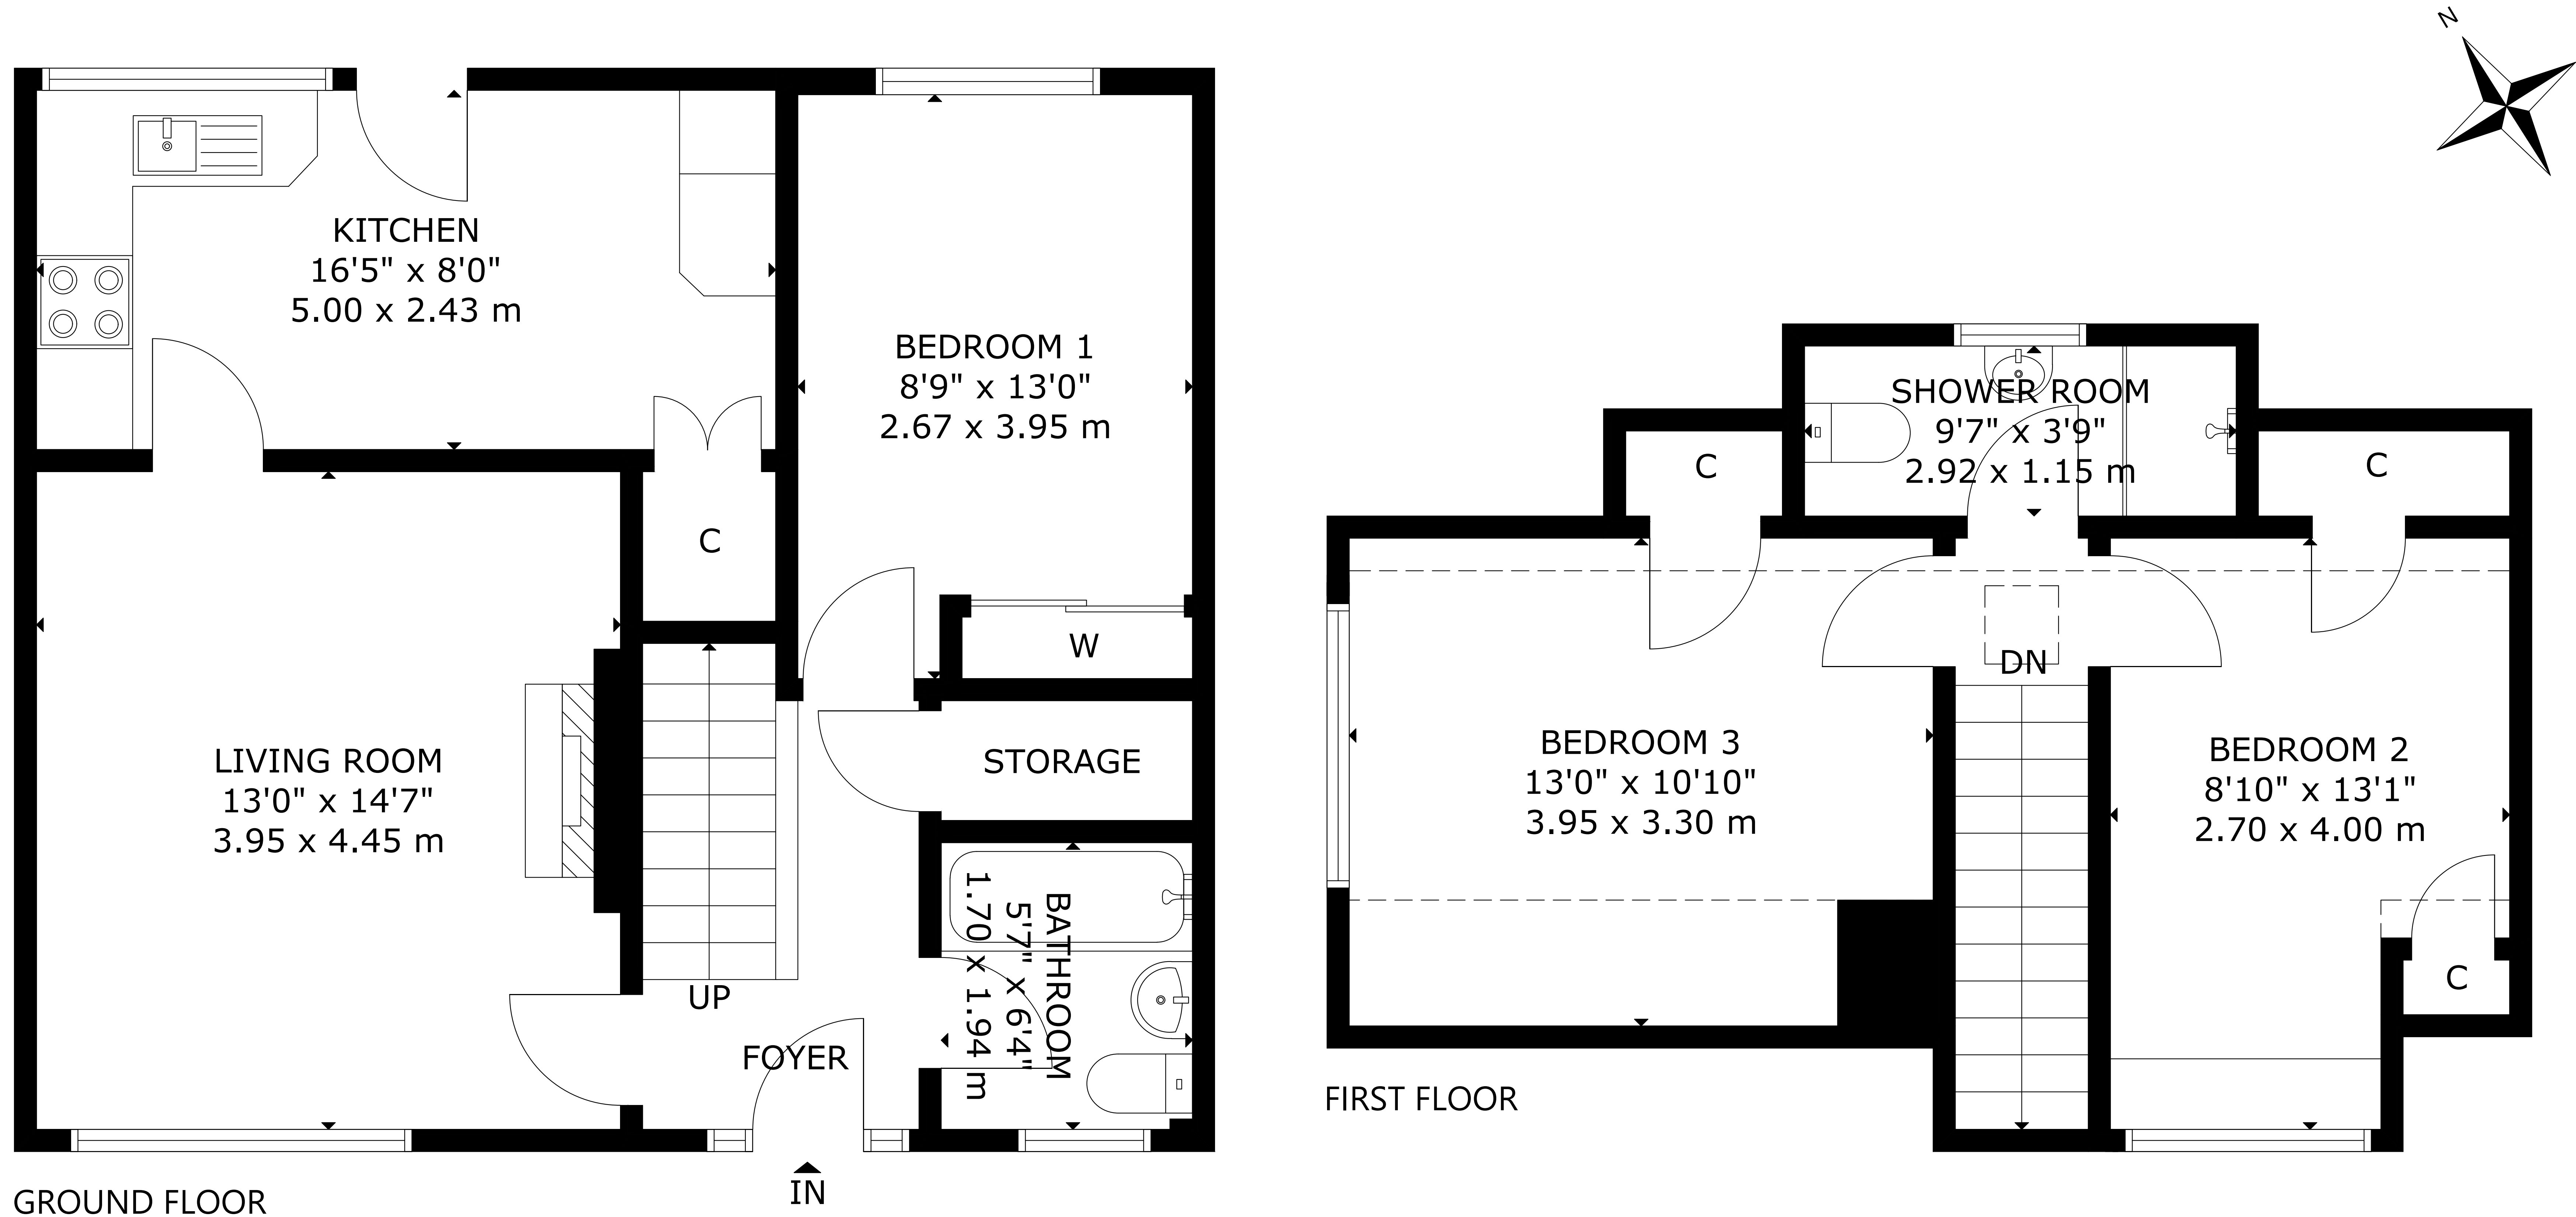 N
KITCHEN
16'5" x 8'0"
5.00 x 2.43 m
BEDROOM 1
8'9" x 13'0"
2.67 x 3.95 m
C
W
LIVING ROOM
13'0" x 14'7"
3.95 x 4.45 m
STORAGE
UP
FOYER
BATHROOM
5'7" x 6'4"
1.70 x 1.94 m
IN
GROUND FLOOR
SHOWER ROOM
9'7" x 3'9"
2.92 x 1.15 m
C
C
DN
BEDROOM 3
13'0" x 10'10"
3.95 x 3.30 m
BEDROOM 2
8'10" x 13'1"
2.70 x 4.00 m
C
FIRST FLOOR